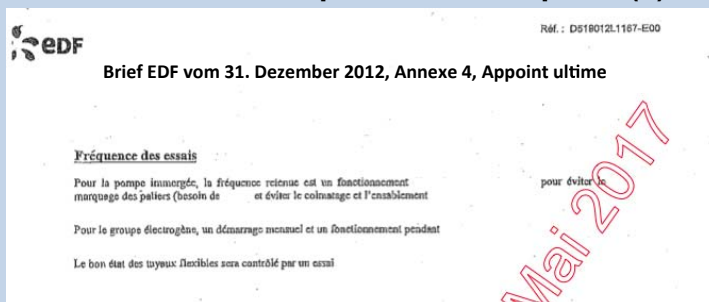 Réf. : D518012L1167-E00
edF
Brief EDF vom 31. Dezember 2012, Annexe 4, Appoint ultime
Fréquence des essais
Pour la pompe immergée, la fréquence retenue est un fonctionnement pour éviter le
marquage des paliers (besoin de et éviter le colmatage et l'ensablement
Pour le groupe électrogène, un démarrage mensuel et un fonctionnement pendant
Le bon état des tuyaux flexibles sera contrôlé par un essai
Mai 2017